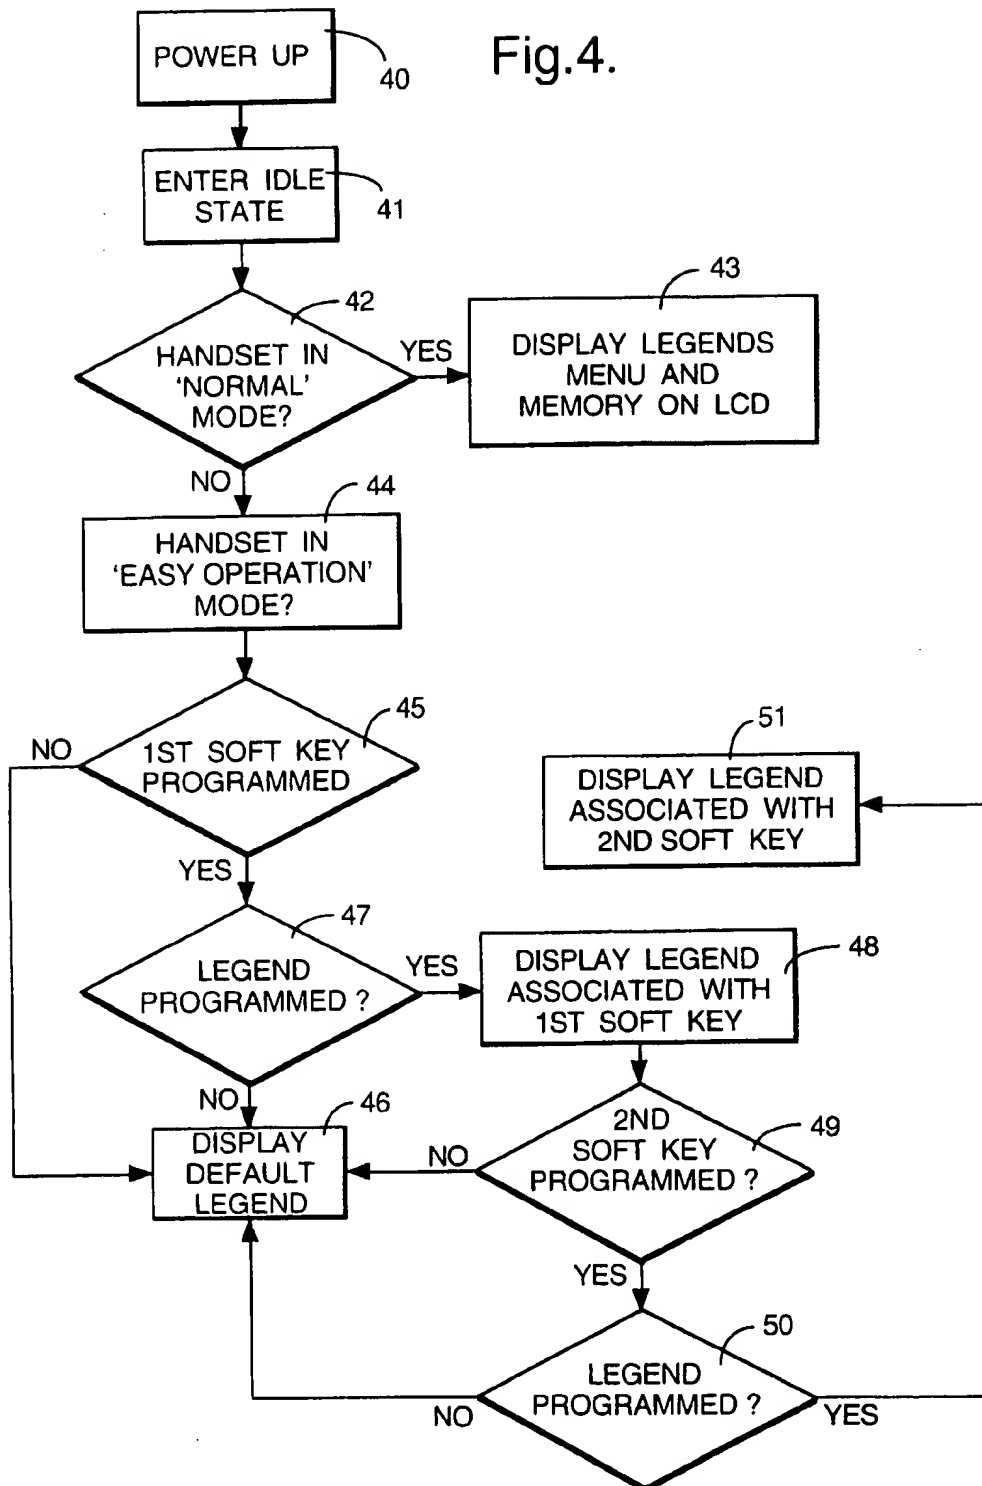 Fig.4.
POWER UP
40
ENTER IDLE
STATE
41
42
HANDSET IN
'NORMAL'
MODE?
YES
43
DISPLAY LEGENDS
MENU AND
MEMORY ON LCD
NO
44
HANDSET IN
'EASY OPERATION'
MODE?
45
NO
1ST SOFT KEY
PROGRAMMED
YES
51
DISPLAY LEGEND
ASSOCIATED WITH
2ND SOFT KEY
47
LEGEND
PROGRAMMED ?
YES
48
DISPLAY LEGEND
ASSOCIATED WITH
1ST SOFT KEY
NO
46
DISPLAY
DEFAULT
LEGEND
49
2ND
SOFT KEY
PROGRAMMED ?
NO
YES
50
LEGEND
PROGRAMMED ?
NO
YES